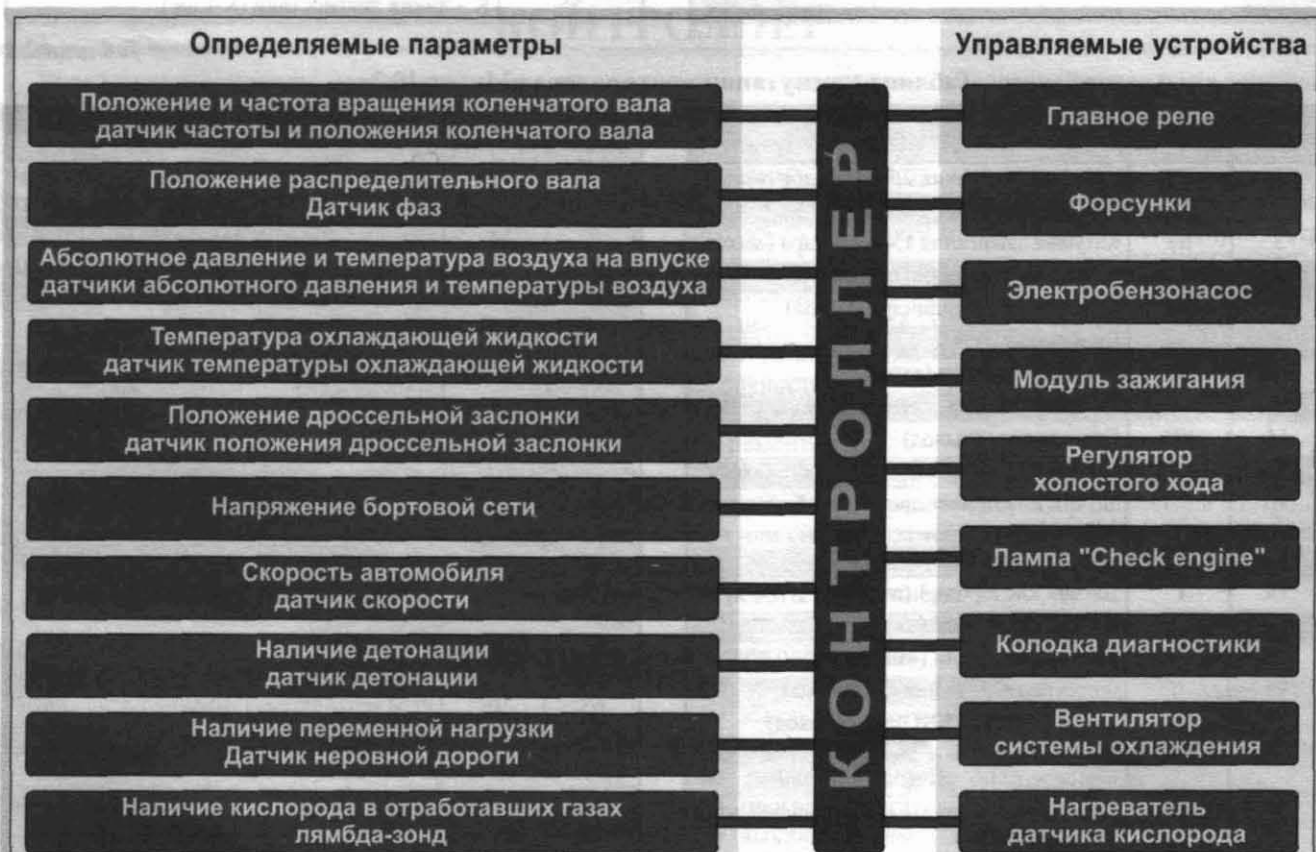 Определяемые параметры
Положение и частота вращения коленчатого вала
датчик частоты и положения коленчатого вала
Положение распределительного вала
Датчик фаз
Абсолютное давление и температура воздуха на впуске
датчики абсолютного давления и температуры воздуха
Температура охлаждающей жидкости
датчик температуры охлаждающей жидкости
Положение дроссельной заслонки
датчик положения дроссельной заслонки
Напряжение бортовой сети
Скорость автомобиля
датчик скорости
Наличие детонации
датчик детонации
Наличие переменной нагрузки
Датчик неровной дороги
Наличие кислорода в отработавших газах
лямбда-зонд
КОНТРОЛЛЕР
Управляемые устройства
Главное реле
Форсунки
Электробензонасос
Модуль зажигания
Регулятор
холостого хода
Лампа "Check engine"
Колодка диагностики
Вентилятор
системы охлаждения
Нагреватель
датчика кислорода